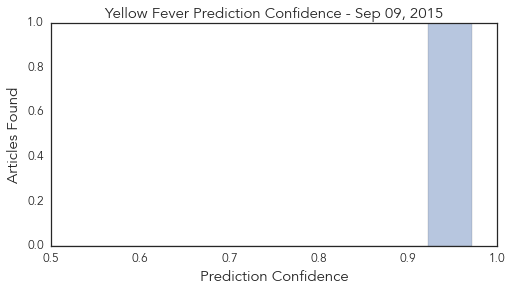 Yellow Fever Prediction Confidence - Sep 09, 2015
1.0
0.8
0.6
0.4
0.2
0.0
Articles Found
0.5 0.6 0.7 0.8 0.9 1.0
Prediction Confidence